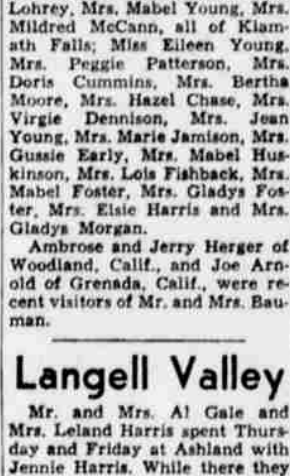 Lohrey, Mrs. Mabel Young, Mrs.
Mildred McCann, all of Klam-
ath Falls; Miss Eileen Young,
Mrs. Peggie Patterson, Mrs.
Doris Cummins, Mrs. Bertha
Moore, Mrs. Hazel Chase, Mrs.
Virgie Dennison, Mrs. Jean
Young, Mrs. Marie Jamison, Mrs.
Gussie Early, Mrs. Mabel Hus-
kinson, Mrs. Lois Fishback, Mrs.
Mabel Foster, Mrs. Gladys Fos-
ter, Mrs. Elsie Harris and Mrs.
Gladys Morgan.
Ambrose and Jerry Herger of
Woodland, Calif., and Joe Arn-
old of Grenada, Calif., were re-
cent visitors of Mr. and Mrs. Bau-
man.
Langell Valley
Mr. and Mrs. Al Gale and
Mrs. Leland Harris spent Thurs-
day and Friday at Ashland with
Jennie Harris. While there they